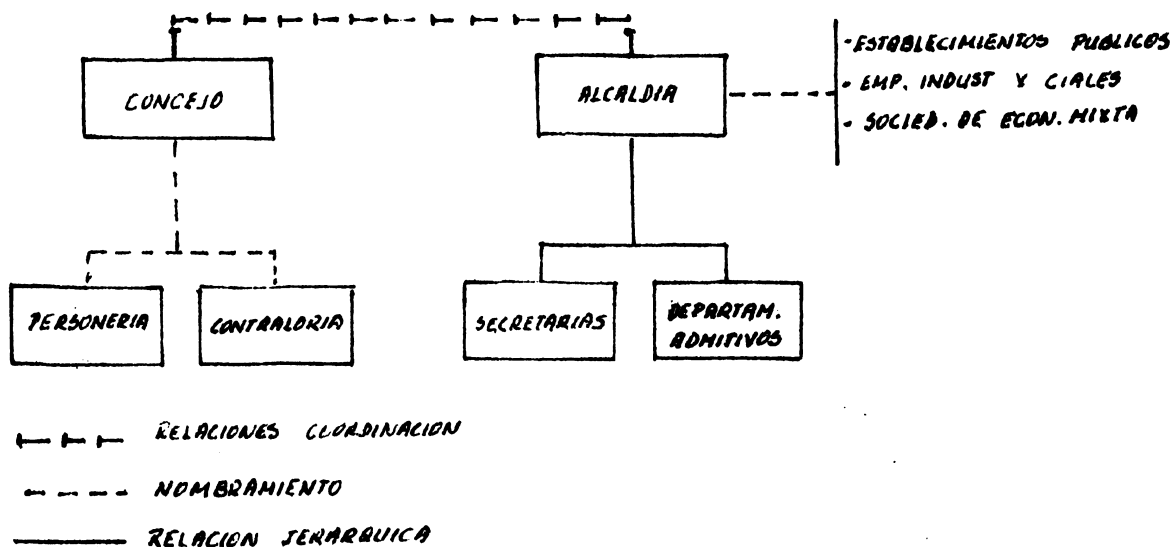 - ESTABLECIMIENTOS PUBLICOS
CONCEJO
ALCALDIA
- EMP. INDUST Y CIALES
- SOCIED. DE ECON. MIXTA
PERSONERIA
CONTRALORIA
SECRETARIAS
DEPARTAM.
ADMITIVOS
RELACIONES COORDINACION
NOMBRAMIENTO
RELACION JERARQUICA